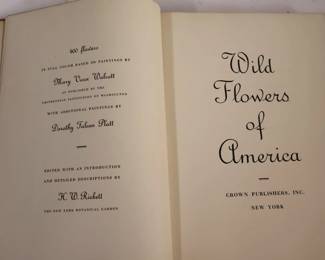 400 flowers
IN FULL COLOR BASED ON PAINTINGS BY
Mary Vaux Walcott
AS PUBLISHED BY THE
SMITHSONIAN INSTITUTION OF WASHINGTON
WITH ADDITIONAL PAINTINGS BY
Dorothy Falcon Platt
EDITED WITH AN INTRODUCTION
AND DETAILED DESCRIPTIONS BY
H. W. Rickett
THE NEW YORK BOTANICAL GARDEN
Wild
Flowers
of
America
CROWN PUBLISHERS, INC.
NEW YORK